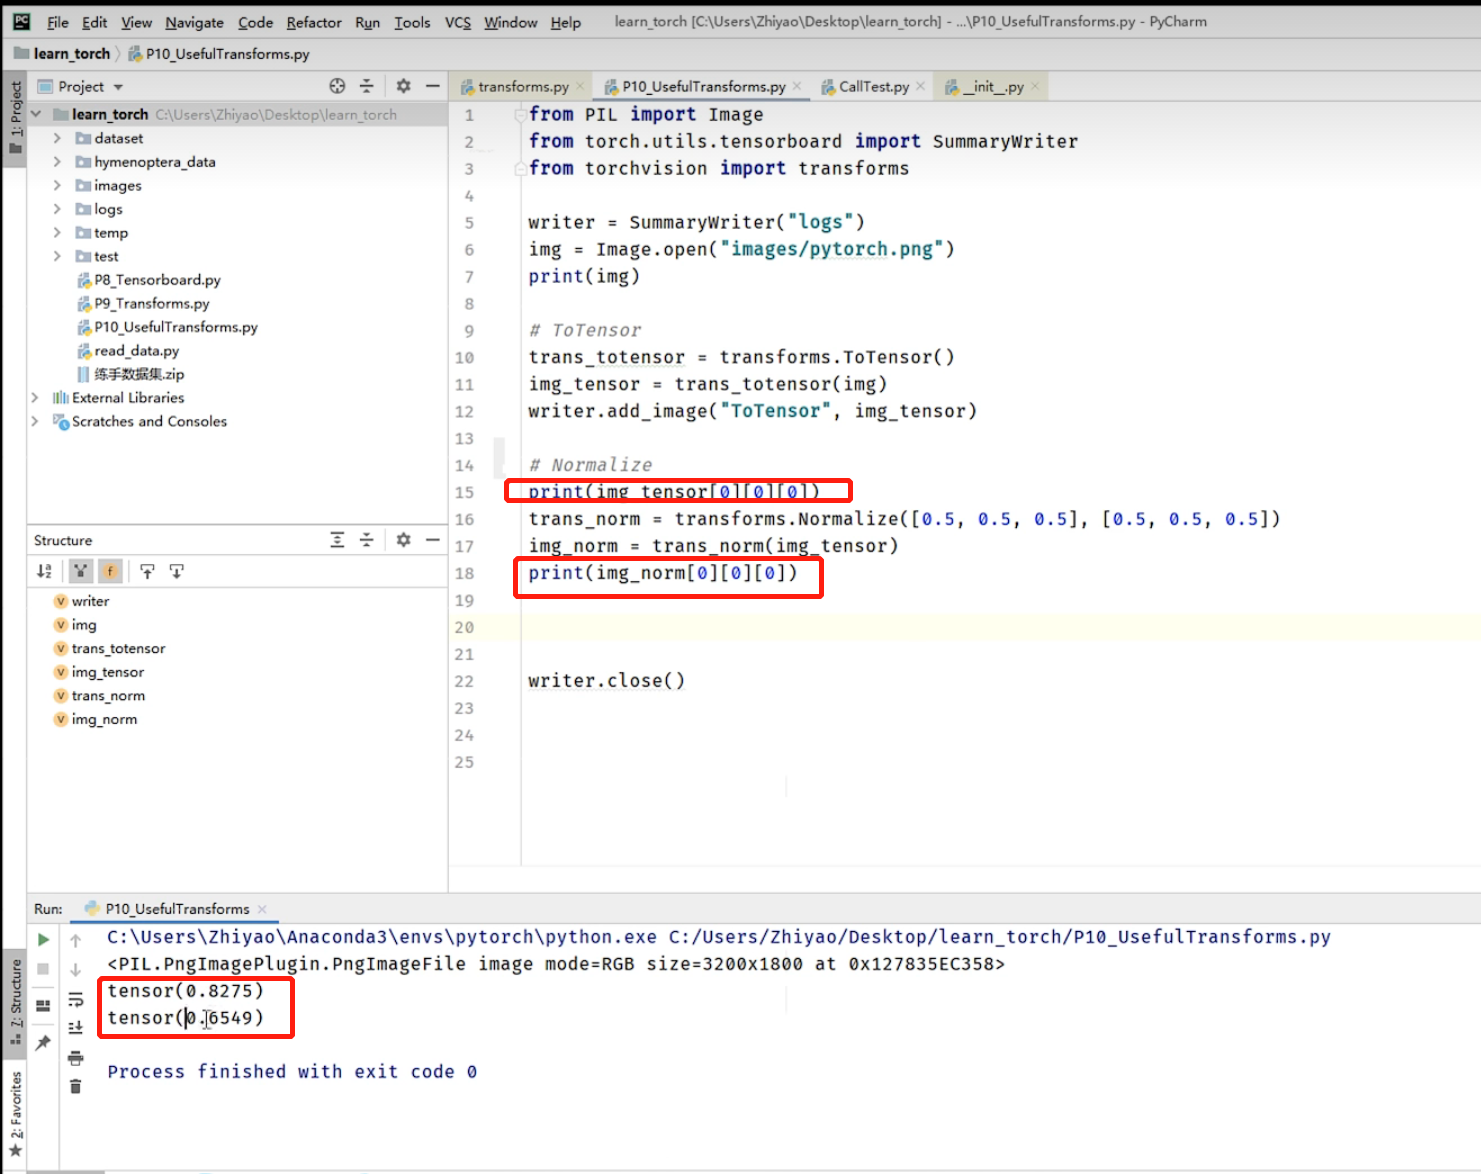 File Edit View Navigate Code Refactor Run Tools VCS Window Help learn_torch [C:\Users\Zhiyao\Desktop\learn_torch] - ...\P10_UsefulTransforms.py - PyCharm
learn_torch P10_UsefulTransforms.py
1: Project
Project
learn_torch C:\Users\Zhiyao\Desktop\learn_torch
dataset
hymenoptera_data
images
logs
temp
test
P8_Tensorboard.py
P9_Transforms.py
P10_UsefulTransforms.py
read_data.py
练手数据集.zip
External Libraries
Scratches and Consoles
Structure
writer
img
trans_totensor
img_tensor
trans_norm
img_norm
transforms.py P10_UsefulTransforms.py CallTest.py __init__.py
1 from PIL import Image
2 from torch.utils.tensorboard import SummaryWriter
3 from torchvision import transforms
4
5 writer = SummaryWriter("logs")
6 img = Image.open("images/pytorch.png")
7 print(img)
8
9 # ToTensor
10 trans_totensor = transforms.ToTensor()
11 img_tensor = trans_totensor(img)
12 writer.add_image("ToTensor", img_tensor)
13
14 # Normalize
15 print(img_tensor[0][0][0])
16 trans_norm = transforms.Normalize([0.5, 0.5, 0.5], [0.5, 0.5, 0.5])
17 img_norm = trans_norm(img_tensor)
18 print(img_norm[0][0][0])
19
20
21
22 writer.close()
23
24
25
Run: P10_UsefulTransforms
C:\Users\Zhiyao\Anaconda3\envs\pytorch\python.exe C:/Users/Zhiyao/Desktop/learn_torch/P10_UsefulTransforms.py
<PIL.PngImagePlugin.PngImageFile image mode=RGB size=3200x1800 at 0x127835EC358>
tensor(0.8275)
tensor(0.6549)
Process finished with exit code 0
7: Structure
2: Favorites